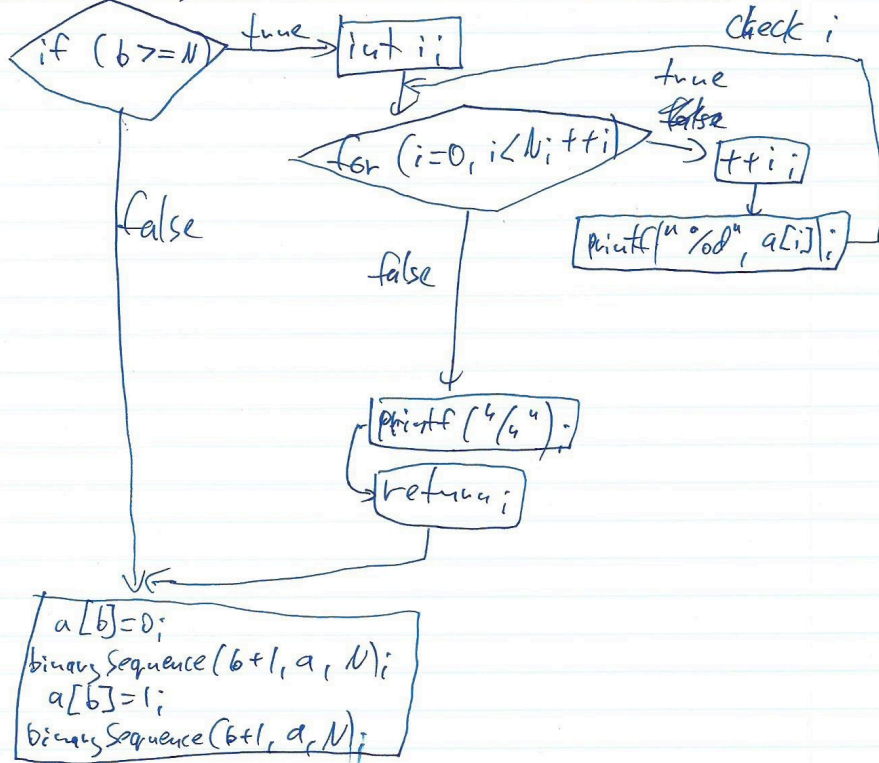 if (b >= N)
true
int i;
check i
for (i=0, i<N; ++i)
true
false
++i;
printf("%d", a[i]);
false
false
printf("/n");
return;
a[b]=0;
binarySequence(b+1, a, N);
a[b]=1;
binarySequence(b+1, a, N);